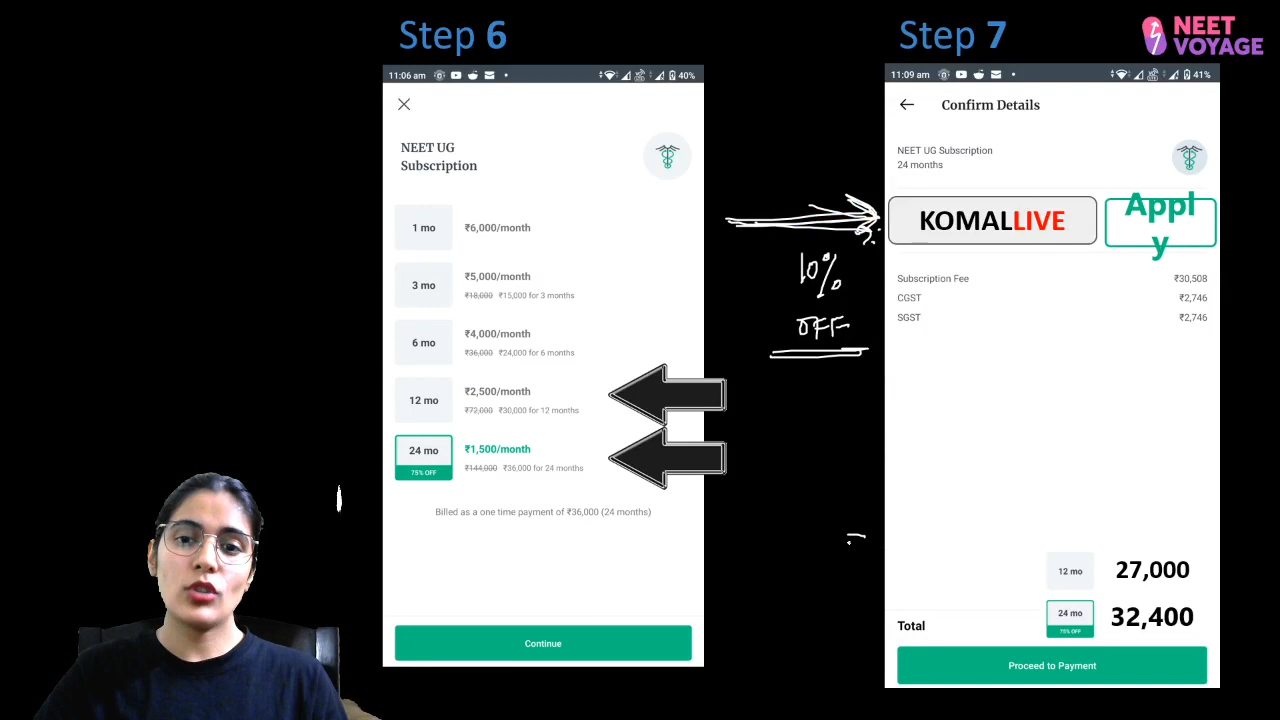 Step 6
11:06 am
40%
NEET UG
Subscription
1 mo
₹6,000/month
3 mo
₹5,000/month
₹18,000 ₹15,000 for 3 months
6 mo
₹4,000/month
₹36,000 ₹24,000 for 6 months
12 mo
₹2,500/month
₹72,000 ₹30,000 for 12 months
24 mo
75% OFF
₹1,500/month
₹144,000 ₹36,000 for 24 months
Billed as a one time payment of ₹36,000 (24 months)
Continue
10%
OFF
Step 7
NEET
VOYAGE
11:09 am
41%
Confirm Details
NEET UG Subscription
24 months
KOMALLIVE
Appl
y
Subscription Fee ₹30,508
CGST ₹2,746
SGST ₹2,746
12 mo 27,000
Total
24 mo 32,400
75% OFF
Proceed to Payment